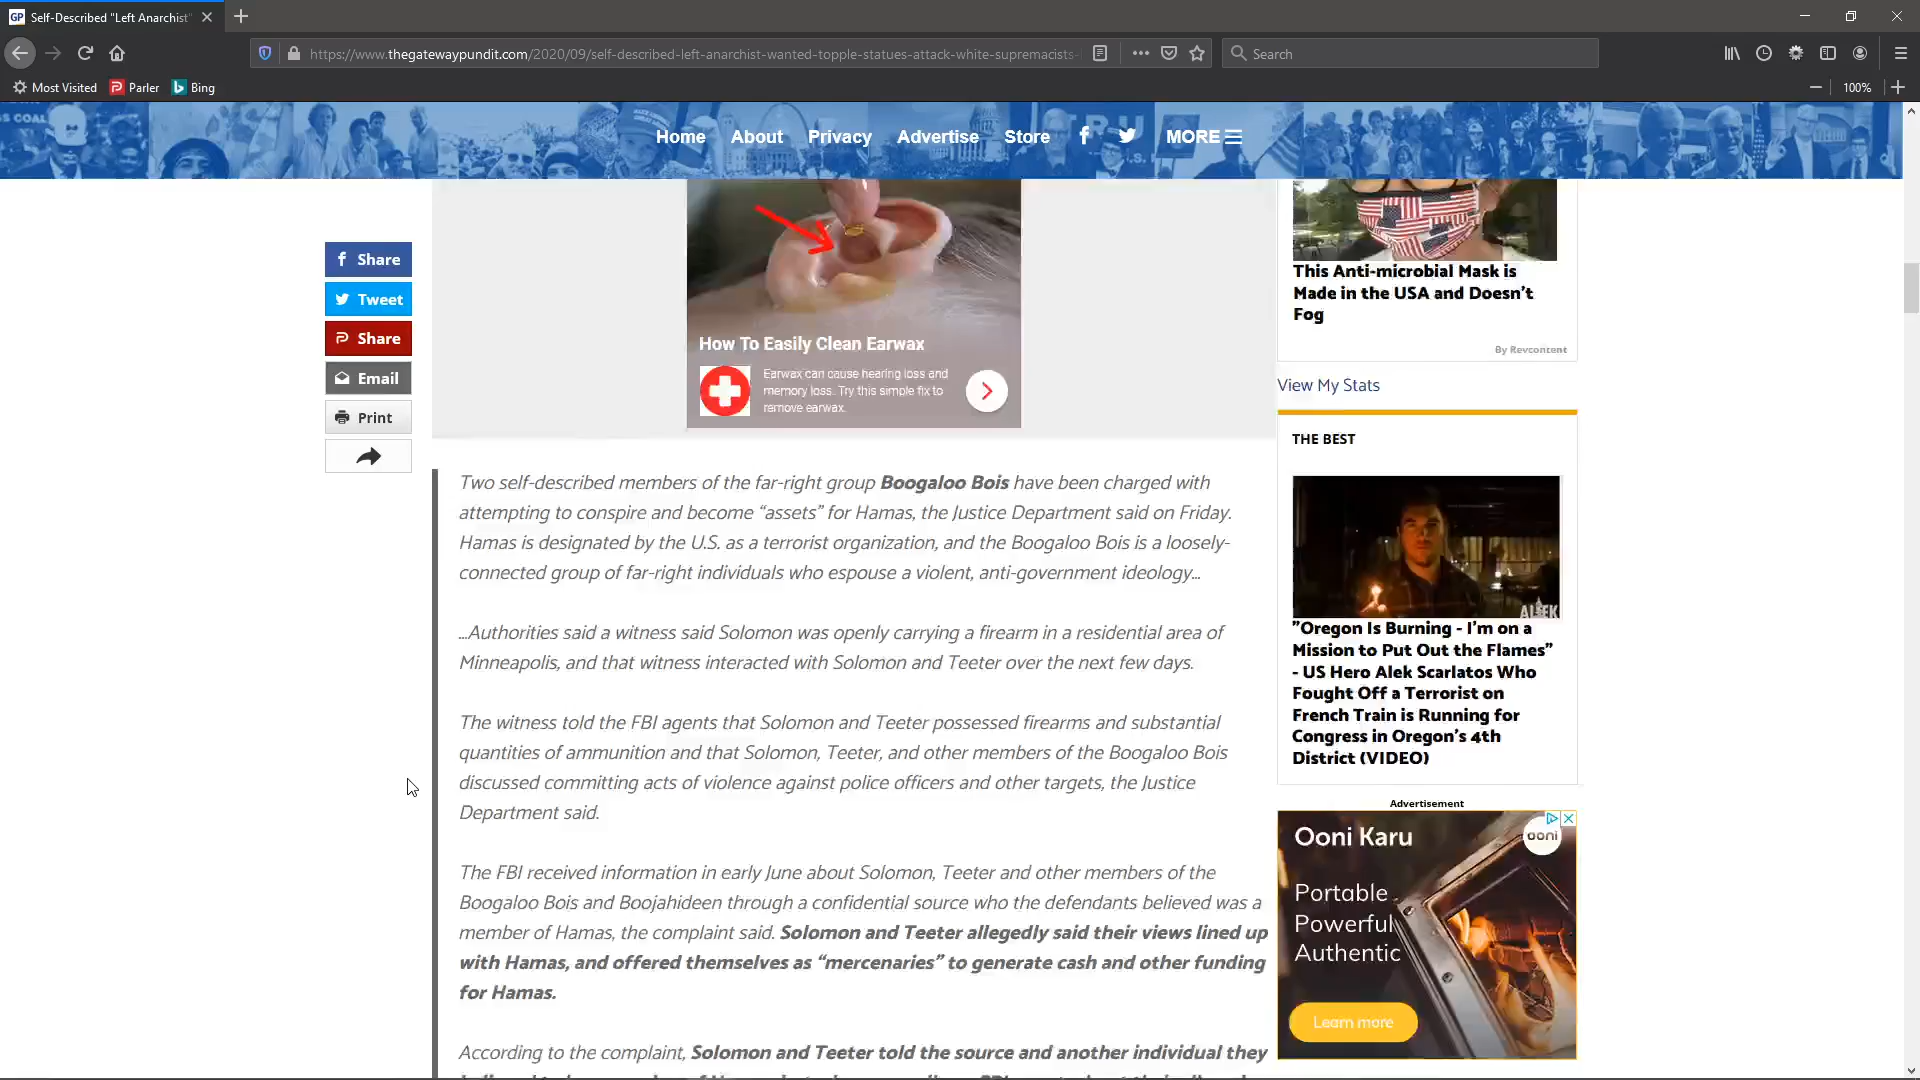 GP Self-Described "Left Anarchist"
https://www.thegatewaypundit.com/2020/09/self-described-left-anarchist-wanted-topple-statues-attack-white-supremacists-
Search
Most Visited
Parler
Bing
100%
S COAL
Home
About
Privacy
Advertise
Store
MORE
Share
Tweet
Share
Email
Print
How To Easily Clean Earwax
Earwax can cause hearing loss and
memory loss. Try this simple fix to
remove earwax.
Two self-described members of the far-right group Boogaloo Bois have been charged with
attempting to conspire and become “assets” for Hamas, the Justice Department said on Friday.
Hamas is designated by the U.S. as a terrorist organization, and the Boogaloo Bois is a loosely-
connected group of far-right individuals who espouse a violent, anti-government ideology…
…Authorities said a witness said Solomon was openly carrying a firearm in a residential area of
Minneapolis, and that witness interacted with Solomon and Teeter over the next few days.
The witness told the FBI agents that Solomon and Teeter possessed firearms and substantial
quantities of ammunition and that Solomon, Teeter, and other members of the Boogaloo Bois
discussed committing acts of violence against police officers and other targets, the Justice
Department said.
The FBI received information in early June about Solomon, Teeter and other members of the
Boogaloo Bois and Boojahideen through a confidential source who the defendants believed was a
member of Hamas, the complaint said. Solomon and Teeter allegedly said their views lined up
with Hamas, and offered themselves as “mercenaries” to generate cash and other funding
for Hamas.
According to the complaint, Solomon and Teeter told the source and another individual they
This Anti-microbial Mask is
Made in the USA and Doesn't
Fog
By Revcontent
View My Stats
THE BEST
ALEK
"Oregon Is Burning - I'm on a
Mission to Put Out the Flames"
- US Hero Alek Scarlatos Who
Fought Off a Terrorist on
French Train is Running for
Congress in Oregon's 4th
District (VIDEO)
Advertisement
Ooni Karu
ooni
Portable
Powerful
Authentic
Learn more